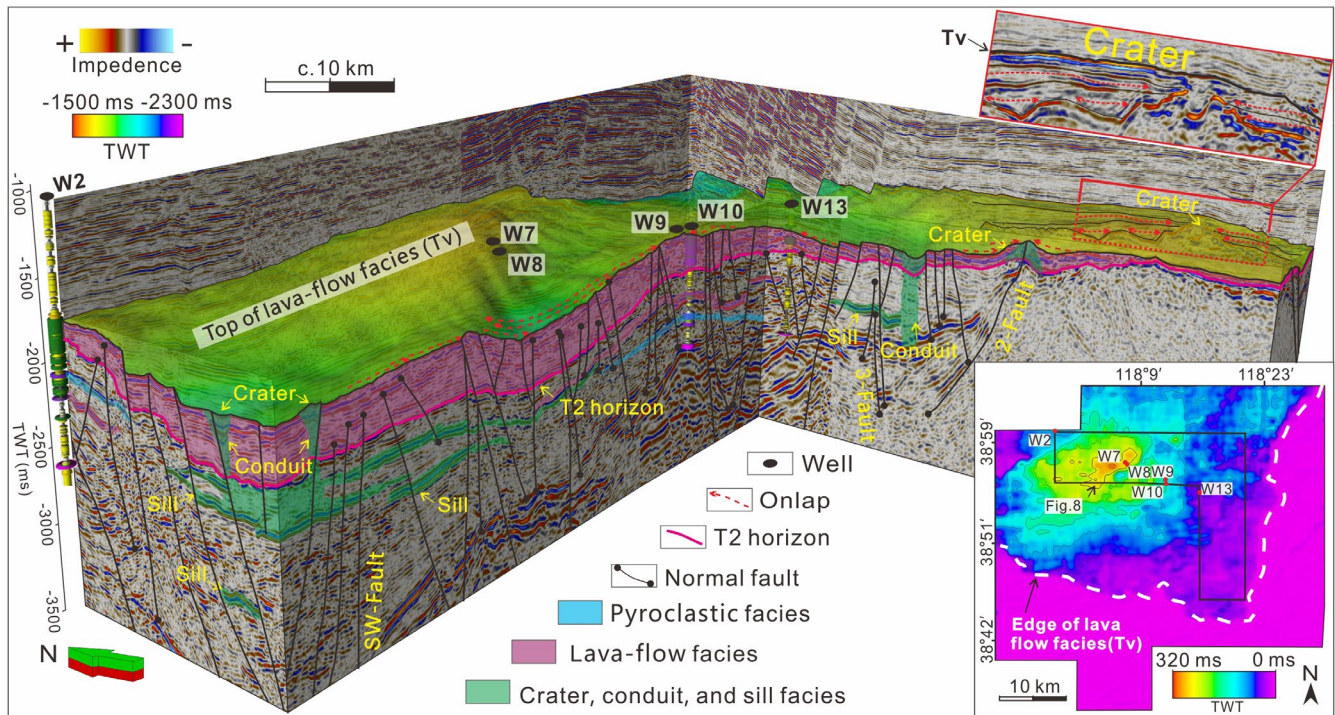 + -
Impedence
-1500 ms -2300 ms
TWT
c.10 km
Tv
Crater
W2
-1000
-1500
-2000
-2500
-3000
-3500
TWT (ms)
W7
W8
W9
W10
W13
Crater
Crater
Top of lava-flow facies (Tv)
Crater
Conduit
Sill
Sill
Sill
SW-Fault
T2 horizon
Sill
Conduit
3-Fault
2-Fault
N
Well
Onlap
T2 horizon
Normal fault
Pyroclastic facies
Lava-flow facies
Crater, conduit, and sill facies
118°9′ 118°23′
38°59′
38°51′
38°42′
W2
W7
W8W9
W10
W13
Fig.8
Edge of lava
flow facies(Tv)
320 ms 0 ms
TWT
10 km
N